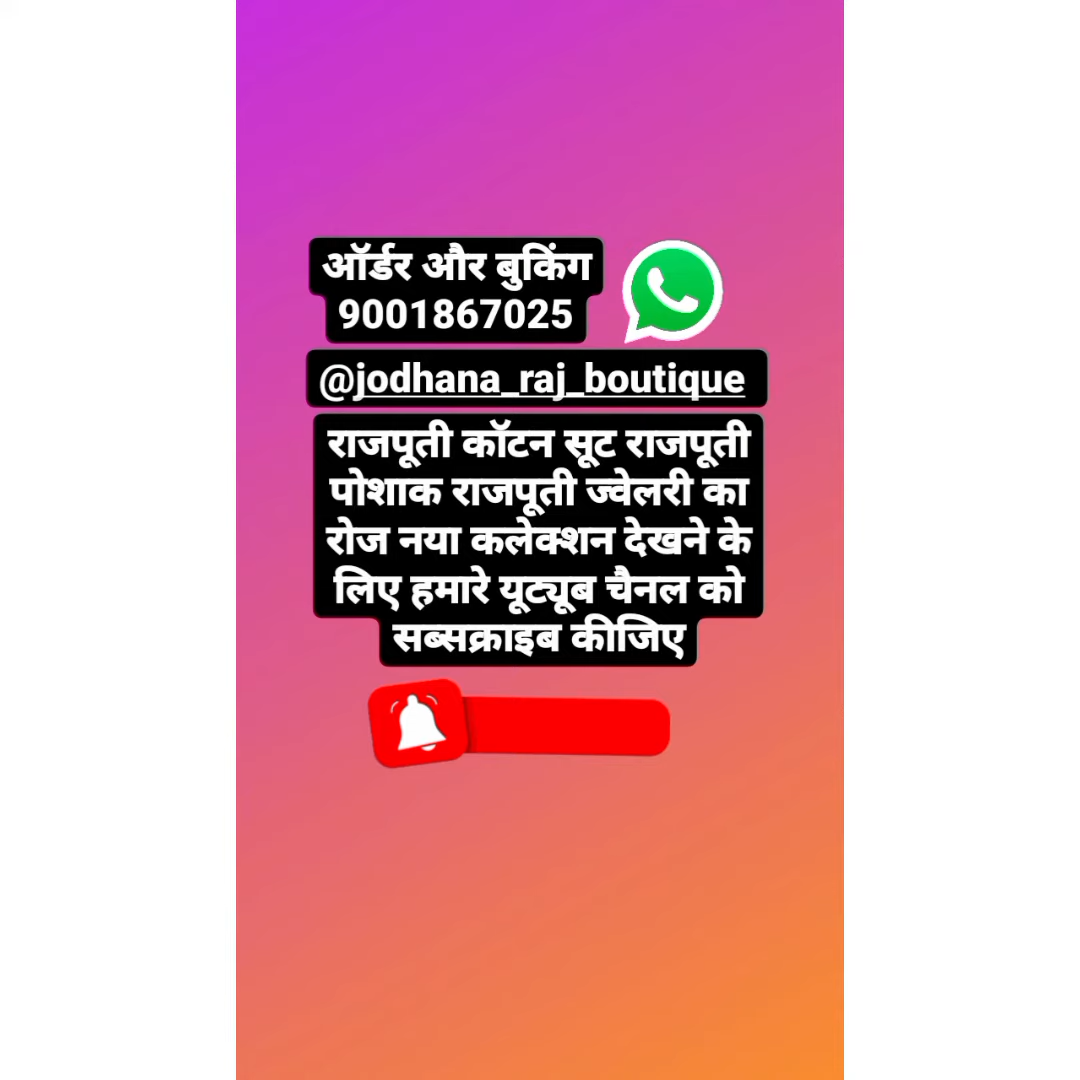 ऑर्डर और बुकिंग
9001867025
@jodhana_raj_boutique
राजपूती कॉटन सूट राजपूती
पोशाक राजपूती ज्वेलरी का
रोज नया कलेक्शन देखने के
लिए हमारे यूट्यूब चैनल को
सब्सक्राइब कीजिए